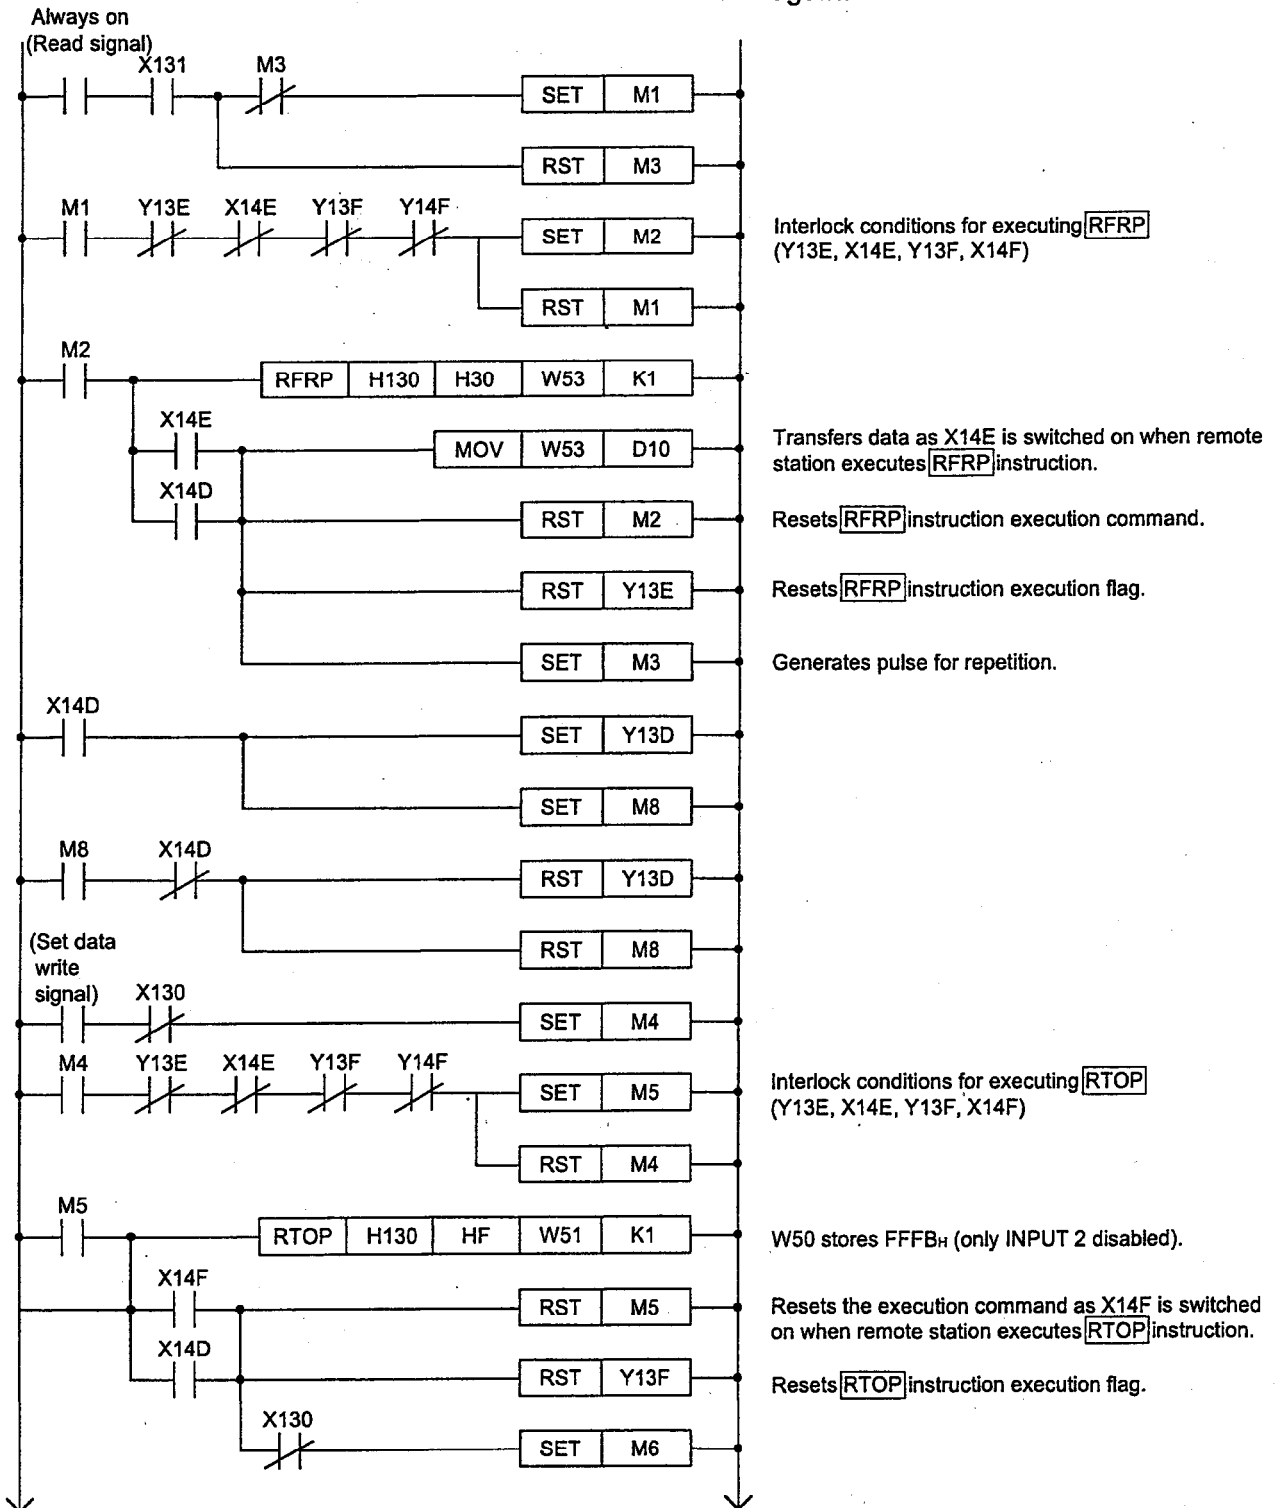 Always on
(Read signal)
X131 M3
SET M1
RST M3
M1 Y13E X14E Y13F Y14F
SET M2
Interlock conditions for executing RFRP
(Y13E, X14E, Y13F, X14F)
RST M1
M2
RFRP H130 H30 W53 K1
X14E
MOV W53 D10
Transfers data as X14E is switched on when remote
station executes RFRP instruction.
X14D
RST M2
Resets RFRP instruction execution command.
RST Y13E
Resets RFRP instruction execution flag.
SET M3
Generates pulse for repetition.
X14D
SET Y13D
SET M8
M8 X14D
RST Y13D
RST M8
(Set data
write
signal)
X130
SET M4
M4 Y13E X14E Y13F Y14F
SET M5
Interlock conditions for executing RTOP
(Y13E, X14E, Y13F, X14F)
RST M4
M5
RTOP H130 HF W51 K1
W50 stores FFFBH (only INPUT 2 disabled).
X14F
RST M5
Resets the execution command as X14F is switched
on when remote station executes RTOP instruction.
X14D
RST Y13F
Resets RTOP instruction execution flag.
X130
SET M6